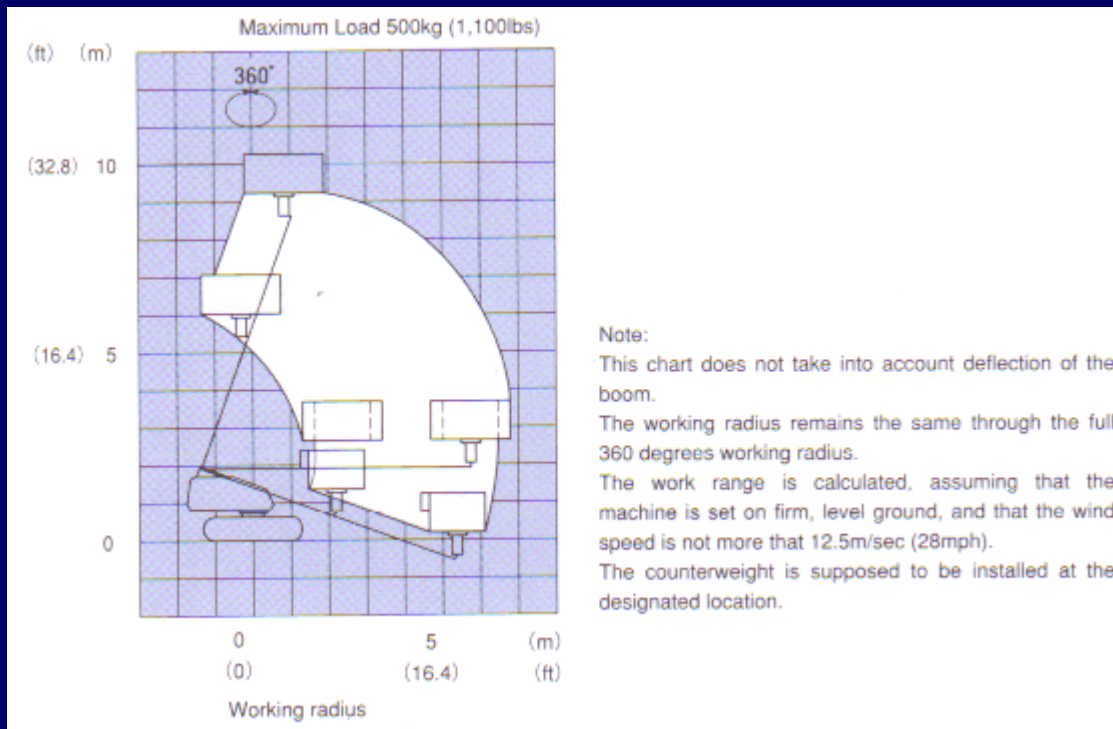 Maximum Load 500kg (1,100lbs)
(ft) (m)
360°
(32.8) 10
(16.4) 5
0
0 5 (m)
(0) (16.4) (ft)
Working radius
Note:
This chart does not take into account deflection of the
boom.
The working radius remains the same through the full
360 degrees working radius.
The work range is calculated, assuming that the
machine is set on firm, level ground, and that the wind
speed is not more that 12.5m/sec (28mph).
The counterweight is supposed to be installed at the
designated location.